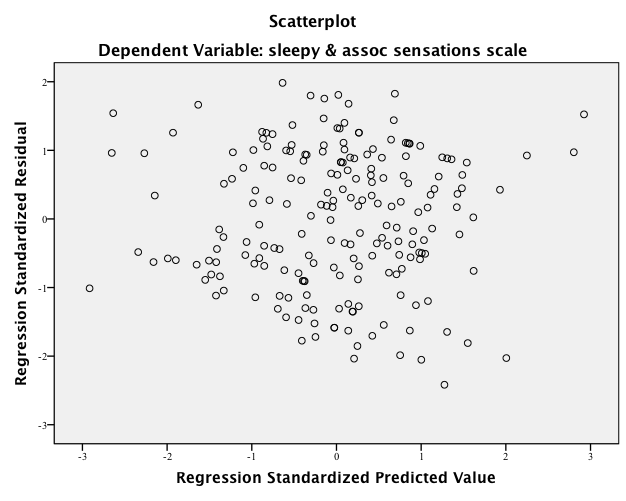 Scatterplot
Dependent Variable: sleepy & assoc sensations scale
Regression Standardized Residual
2
1
0
-1
-2
-3
-3 -2 -1 0 1 2 3
Regression Standardized Predicted Value